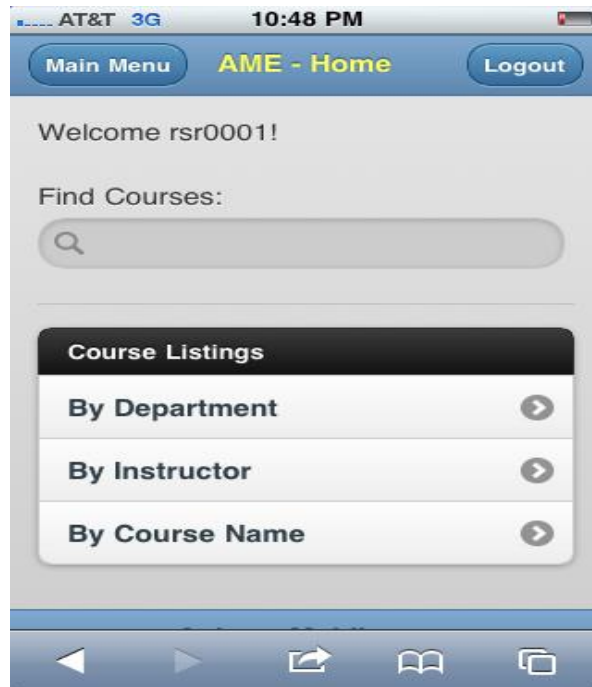 AT&T 3G 10:48 PM
Main Menu AME - Home Logout
Welcome rsr0001!
Find Courses:
Course Listings
By Department
By Instructor
By Course Name